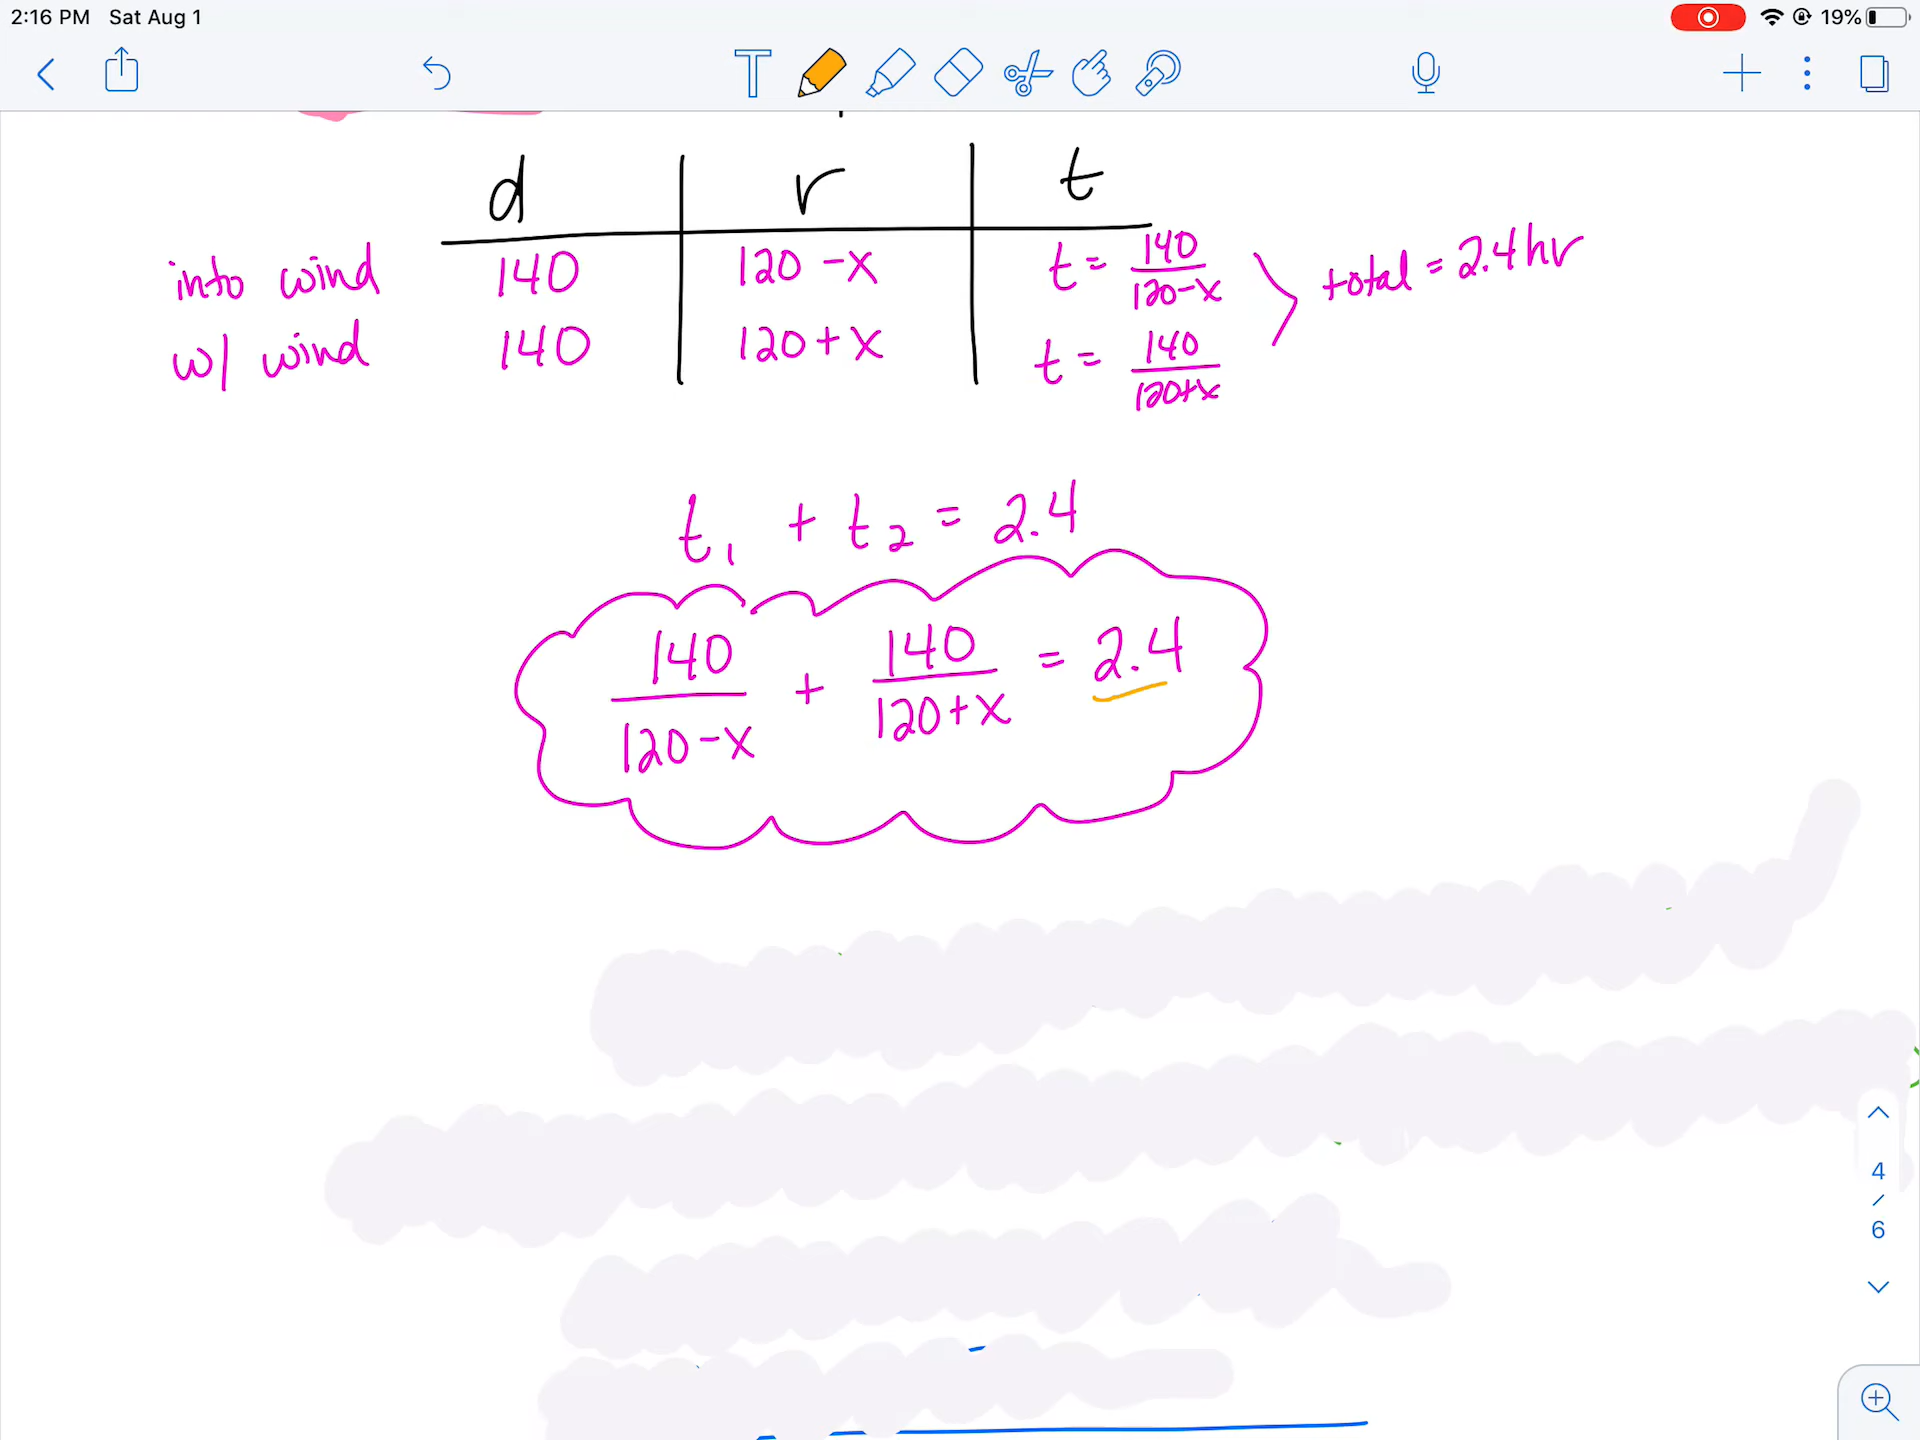 2:16 PM Sat Aug 1 19%
T
d r t
into wind 140 120-x t = 140/120-x total = 2.4 hr
w/ wind 140 120+x t = 140/120+x
t₁ + t₂ = 2.4
140/120-x + 140/120+x = 2.4
4
/
6